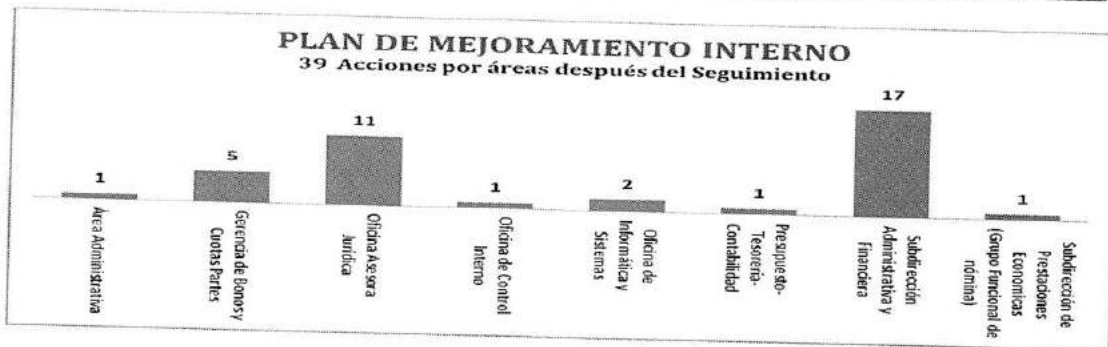 PLAN DE MEJORAMIENTO INTERNO
39 Acciones por áreas después del Seguimiento
1
5
11
1
2
1
17
1
Área Administrativa
Gerencia de Bonos y
Cuotas Partes
Oficina Asesora
Jurídica
Oficina de Control
Interno
Oficina de
Informática y
Sistemas
Presupuesto-
Tesorería-
Contabilidad
Subdirección
Administrativa y
Financiera
Subdirección de
Prestaciones
Economicas
(Grupo Funcional de
nómina)